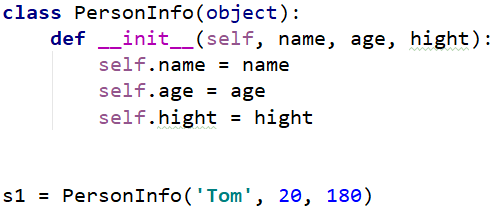 class PersonInfo(object):
    def __init__(self, name, age, hight):
        self.name = name
        self.age = age
        self.hight = hight
s1 = PersonInfo('Tom', 20, 180)